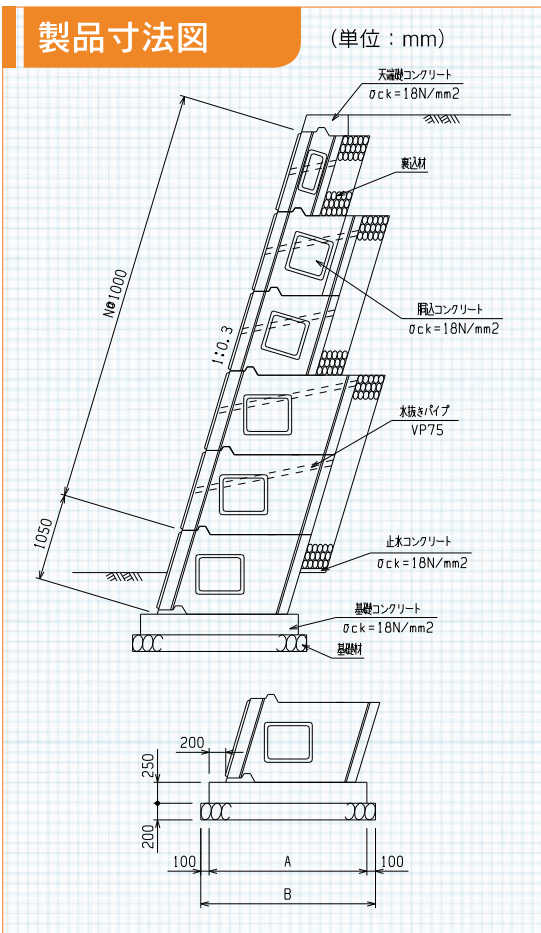 製品寸法図
(単位：mm)
天端礎コンクリート
σck=18N/mm2
裏込材
N@1000
1:0.3
胴込コンクリート
σck=18N/mm2
水抜きパイプ
VP75
1050
止水コンクリート
σck=18N/mm2
基礎コンクリート
σck=18N/mm2
基礎材
200
250
200
100
A
100
B